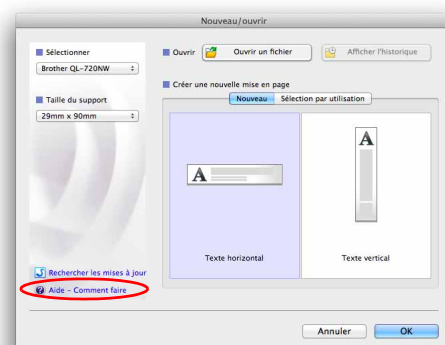 Nouveau/ouvrir
Sélectionner
Brother QL-720NW
Taille du support
29mm x 90mm
Rechercher les mises à jour
Aide - Comment faire
Ouvrir
Ouvrir un fichier
Afficher l'historique
Créer une nouvelle mise en page
Nouveau
Sélection par utilisation
A
Texte horizontal
A
Texte vertical
Annuler
OK